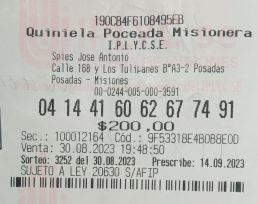 190C84F6108495EB
Quiniela Poceada Misionera
I.P.L.Y.C.S.E.
Spies Jose Antonio
Calle 168 y Los Tulipanes B°A3-2 Posadas
Posadas - Misiones
00-0244-005-000-3591
04 14 41 60 62 67 74 91
$200.00
Sec.: 100012164 Cód.: 9F53318E4B0B8E0D
Venta: 30.08.2023 19:48:50
Sorteo: 3252 del 30.08.2023 Prescribe: 14.09.2023
SUJETO A LEY 20630 S/AFIP